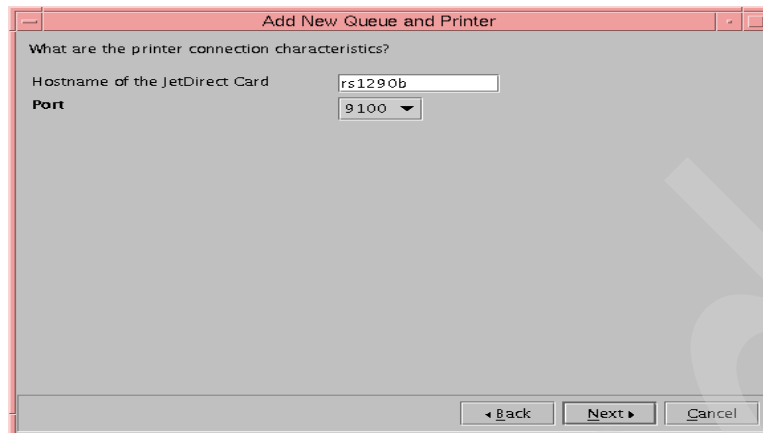 Add New Queue and Printer
What are the printer connection characteristics?
Hostname of the JetDirect Card rs1290b
Port 9100
Back Next Cancel